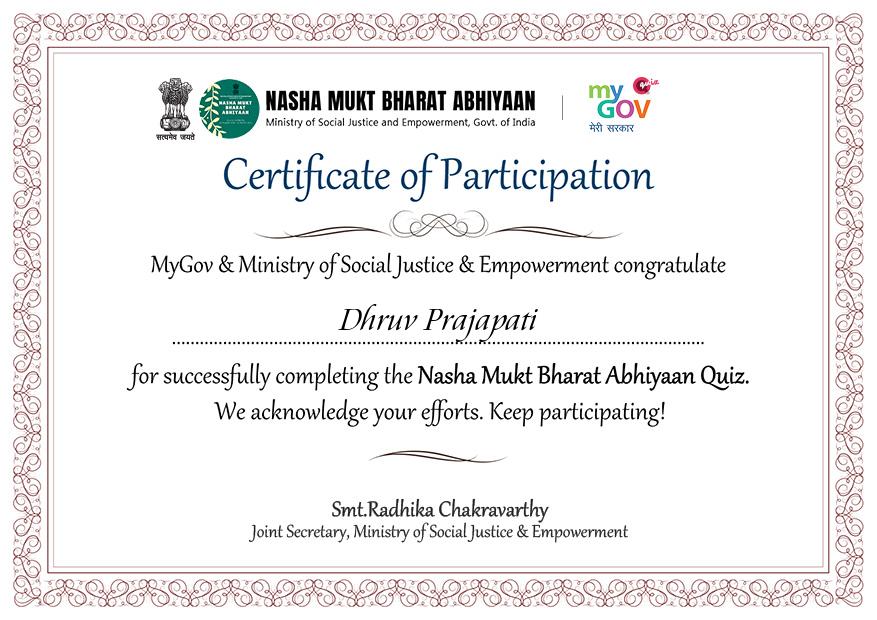 NASHA MUKT BHARAT ABHIYAAN
Ministry of Social Justice and Empowerment, Govt. of India
सत्यमेव जयते
NASHA MUKT
BHARAT
ABHIYAAN
my
GOV
मेरी सरकार
Certificate of Participation
MyGov & Ministry of Social Justice & Empowerment congratulate
Dhruv Prajapati
for successfully completing the Nasha Mukt Bharat Abhiyaan Quiz.
We acknowledge your efforts. Keep participating!
Smt.Radhika Chakravarthy
Joint Secretary, Ministry of Social Justice & Empowerment